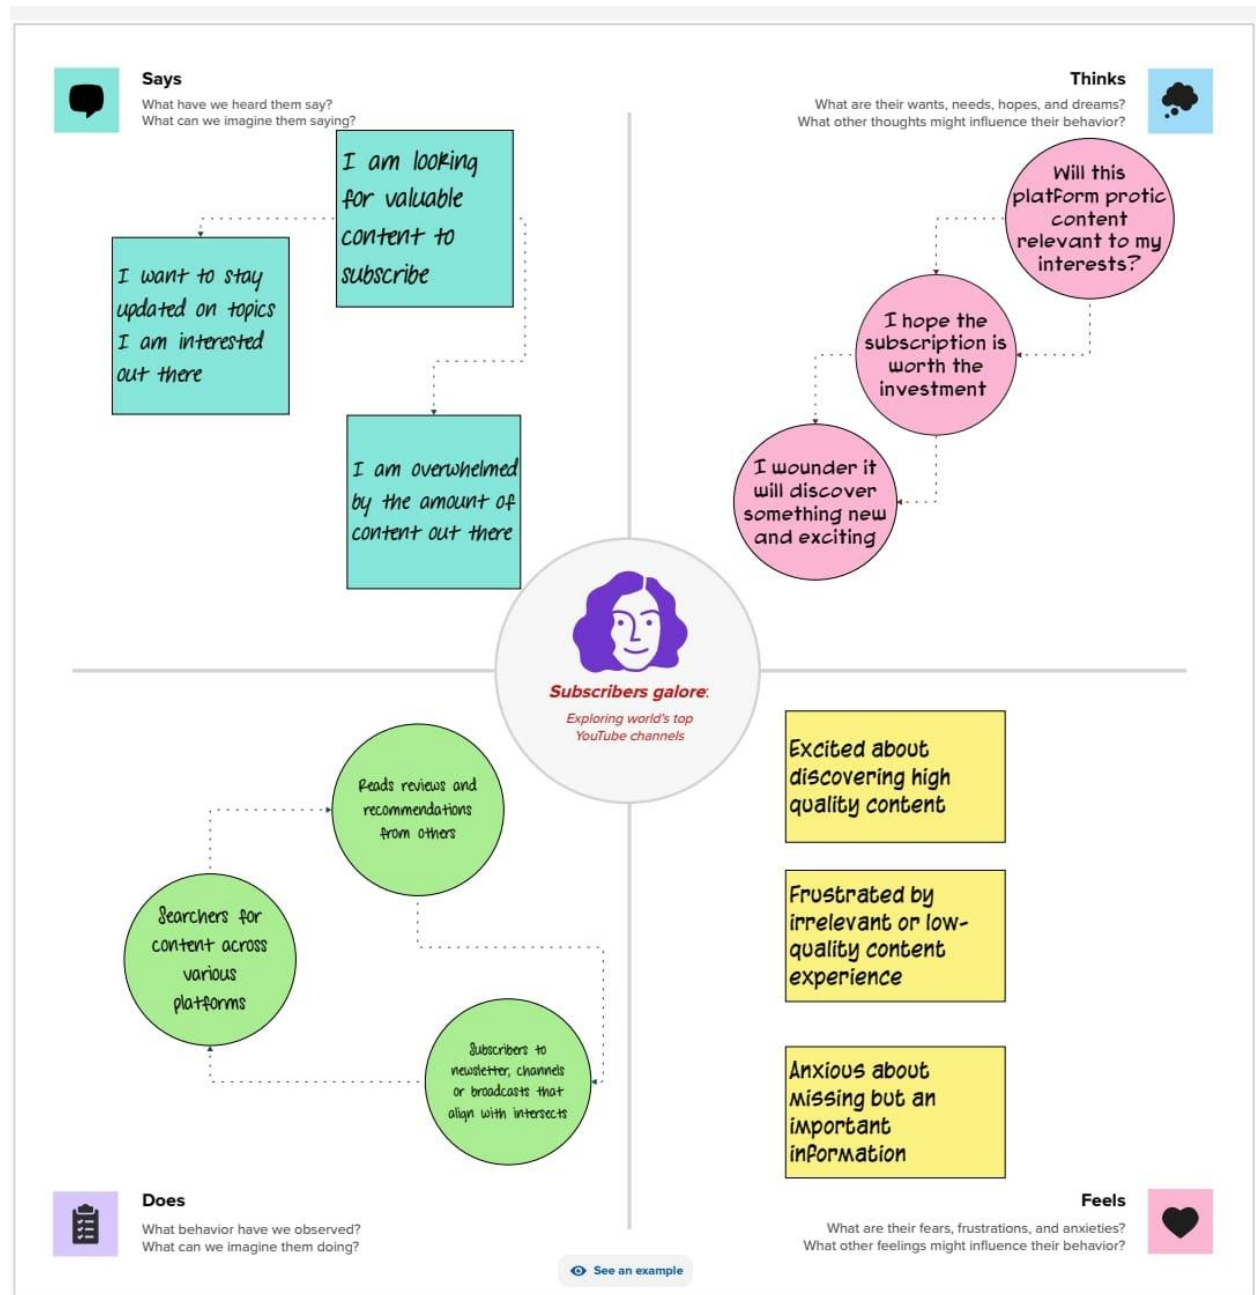 Says
What have we heard them say?
What can we imagine them saying?
I am looking
for valuable
content to
subscribe
I want to stay
updated on topics
I am interested
out there
I am overwhelmed
by the amount of
content out there
Thinks
What are their wants, needs, hopes, and dreams?
What other thoughts might influence their behavior?
Will this
platform protic
content
relevant to my
interests?
I hope the
subscription is
worth the
investment
I wounder it
will discover
something new
and exciting
Subscribers galore:
Exploring world's top
YouTube channels
Reads reviews and
recommendations
from others
Searchers for
content across
various
platforms
Subscribers to
newsletter, channels
or broadcasts that
align with intersects
Does
What behavior have we observed?
What can we imagine them doing?
Excited about
discovering high
quality content
Frustrated by
irrelevant or low-
quality content
experience
Anxious about
missing but an
important
information
Feels
What are their fears, frustrations, and anxieties?
What other feelings might influence their behavior?
See an example